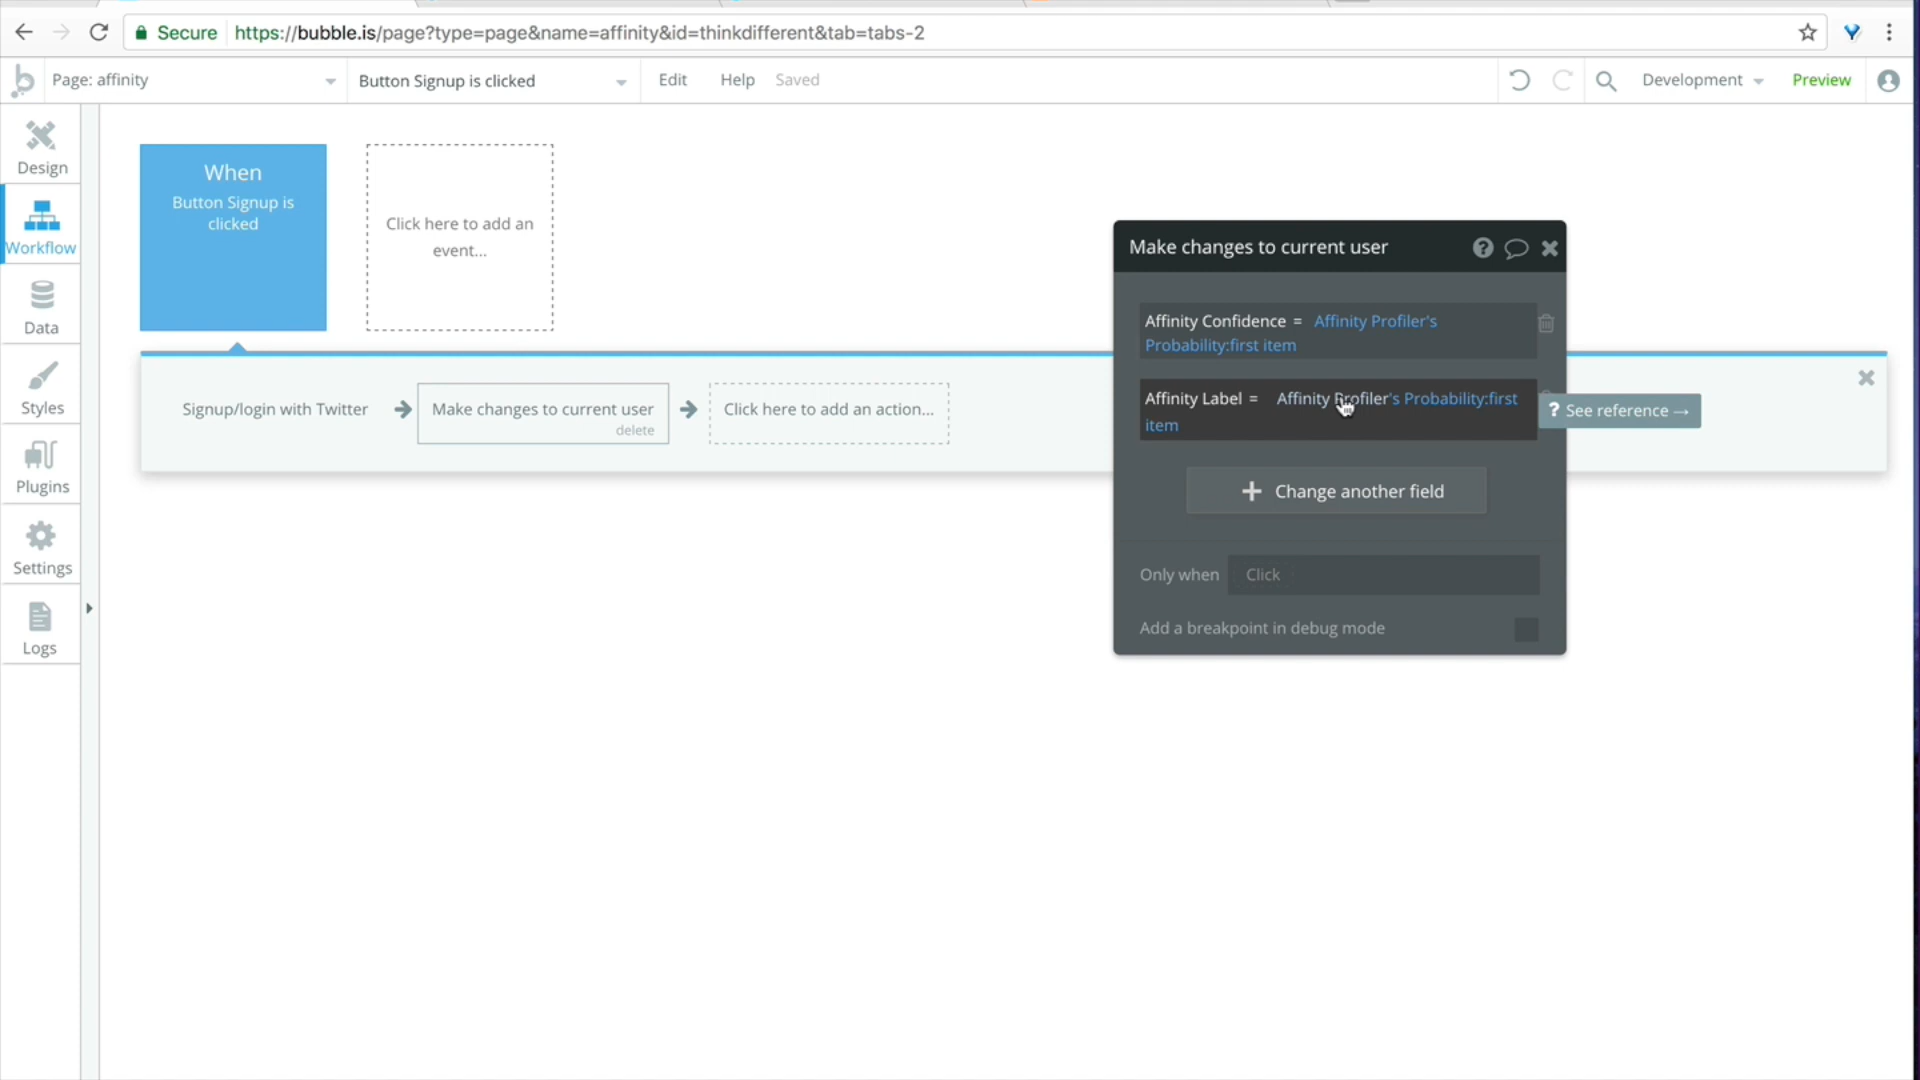 Secure https://bubble.is/page?type=page&name=affinity&id=thinkdifferent&tab=tabs-2
Page: affinity Button Signup is clicked Edit Help Saved Development Preview
Design
Workflow
Data
Styles
Plugins
Settings
Logs
When
Button Signup is
clicked
Click here to add an
event...
Signup/login with Twitter Make changes to current user Click here to add an action...
delete
Make changes to current user
Affinity Confidence = Affinity Profiler's
Probability:first item
Affinity Label = Affinity Profiler's Probability:first
item
? See reference →
Change another field
Only when Click
Add a breakpoint in debug mode